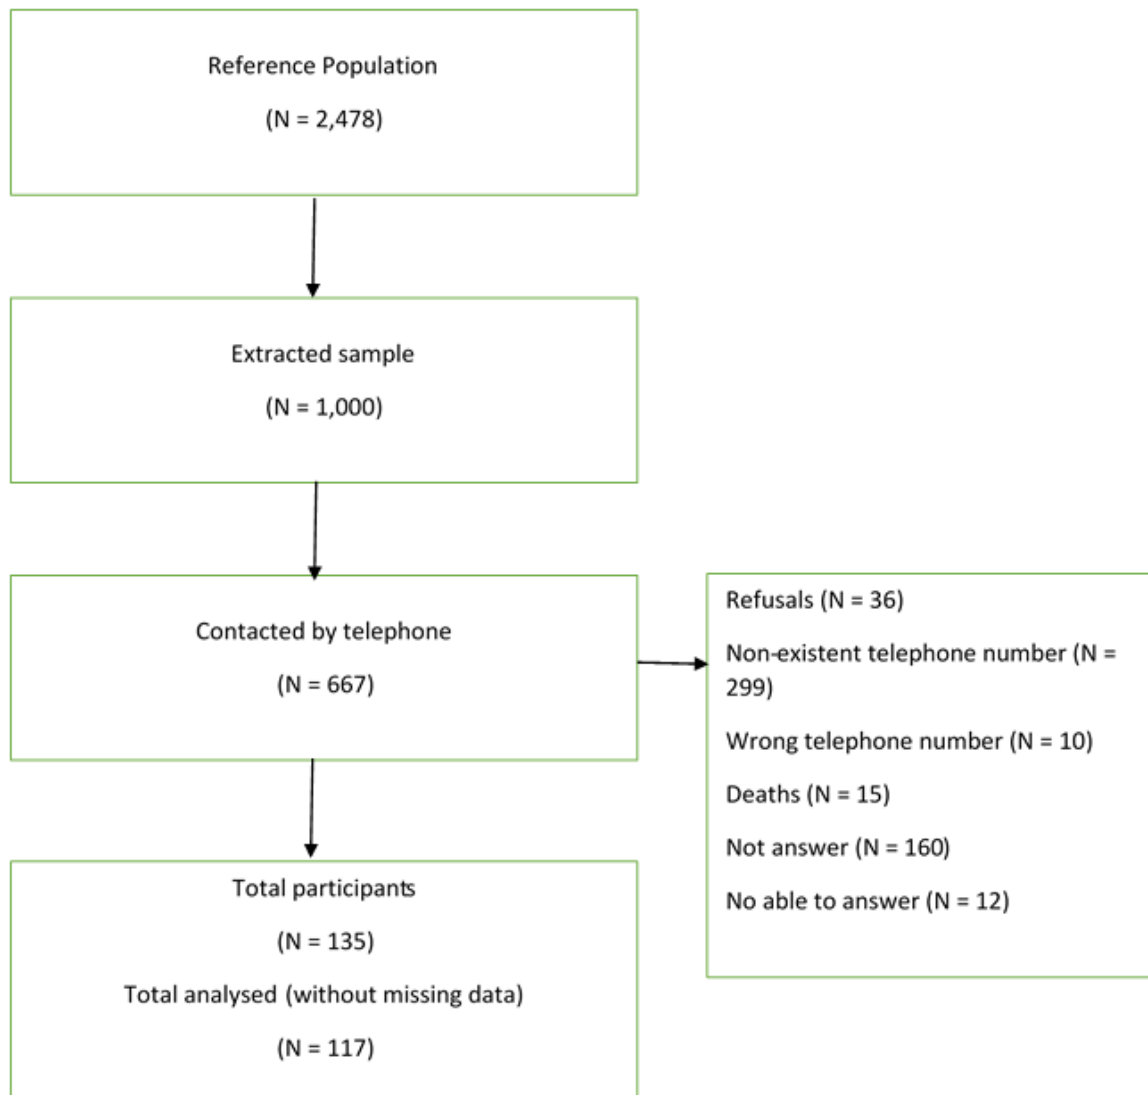 Reference Population
(N = 2,478)
Extracted sample
(N = 1,000)
Contacted by telephone
(N = 667)
Refusals (N = 36)
Non-existent telephone number (N =
299)
Wrong telephone number (N = 10)
Deaths (N = 15)
Not answer (N = 160)
No able to answer (N = 12)
Total participants
(N = 135)
Total analysed (without missing data)
(N = 117)